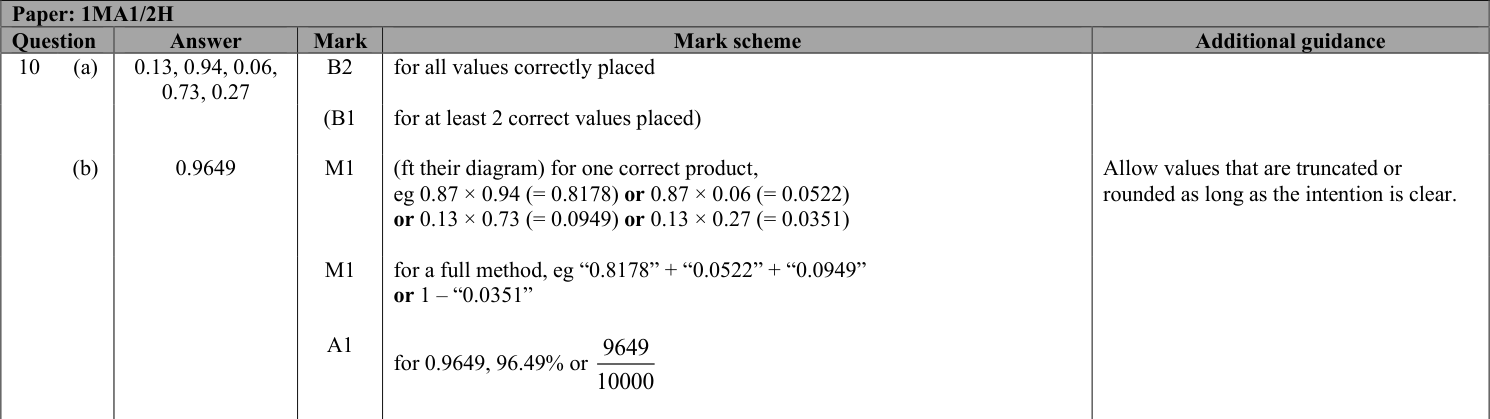 Paper: 1MA1/2H
Question Answer Mark Mark scheme Additional guidance
10 (a) 0.13, 0.94, 0.06, B2 for all values correctly placed
0.73, 0.27
(B1 for at least 2 correct values placed)
(b) 0.9649 M1 (ft their diagram) for one correct product, Allow values that are truncated or
eg 0.87 × 0.94 (= 0.8178) or 0.87 × 0.06 (= 0.0522) rounded as long as the intention is clear.
or 0.13 × 0.73 (= 0.0949) or 0.13 × 0.27 (= 0.0351)
M1 for a full method, eg “0.8178” + “0.0522” + “0.0949”
or 1 – “0.0351”
A1 for 0.9649, 96.49% or 9649
10000